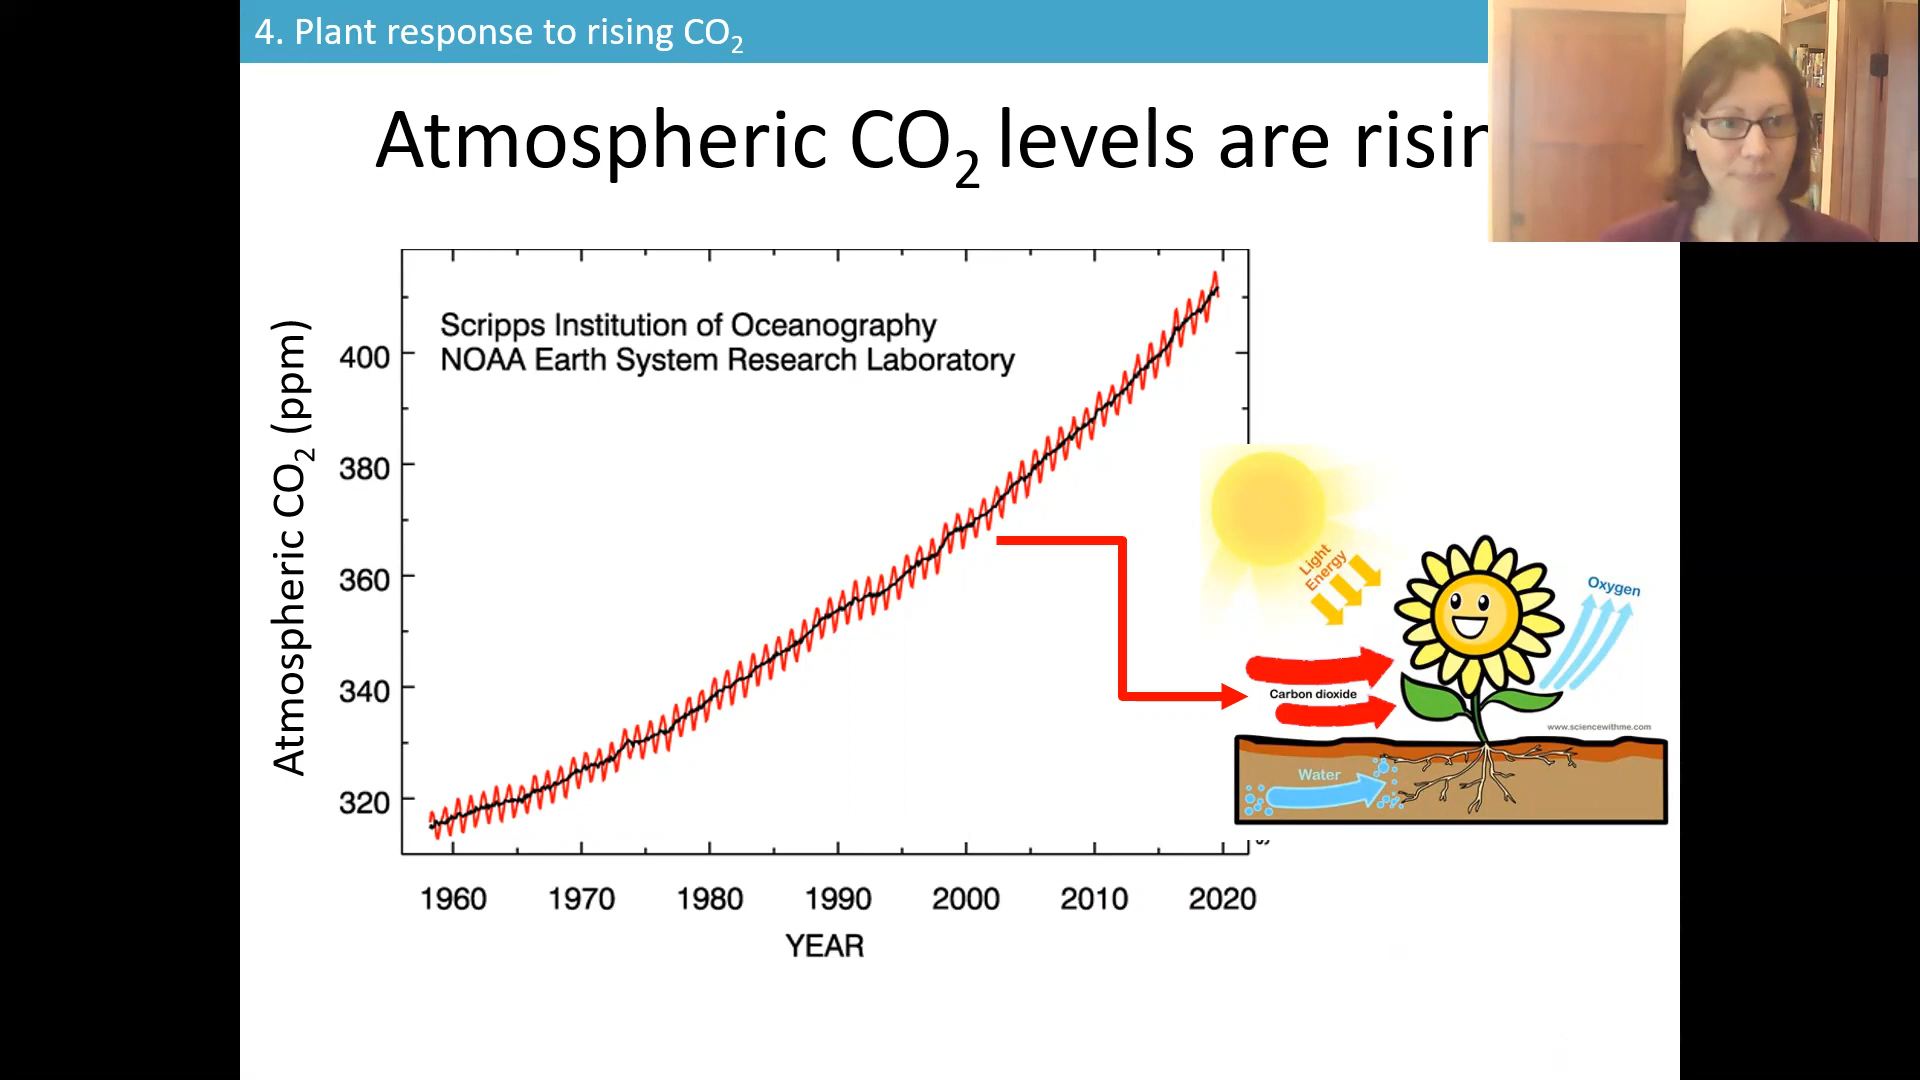 4. Plant response to rising CO₂
Atmospheric CO₂ levels are risin
Scripps Institution of Oceanography
NOAA Earth System Research Laboratory
Atmospheric CO₂ (ppm)
400
380
360
340
320
1960 1970 1980 1990 2000 2010 2020
YEAR
Light
Energy
Oxygen
Carbon dioxide
www.sciencewithme.com
Water